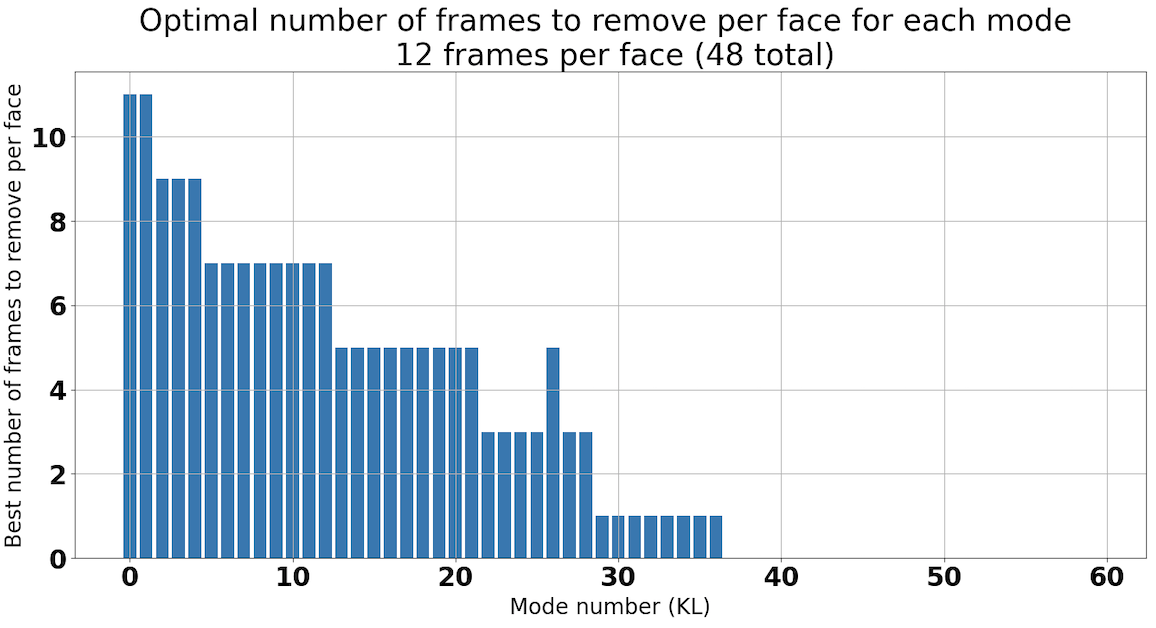 Optimal number of frames to remove per face for each mode
12 frames per face (48 total)
Best number of frames to remove per face
10
8
6
4
2
0
0 10 20 30 40 50 60
Mode number (KL)